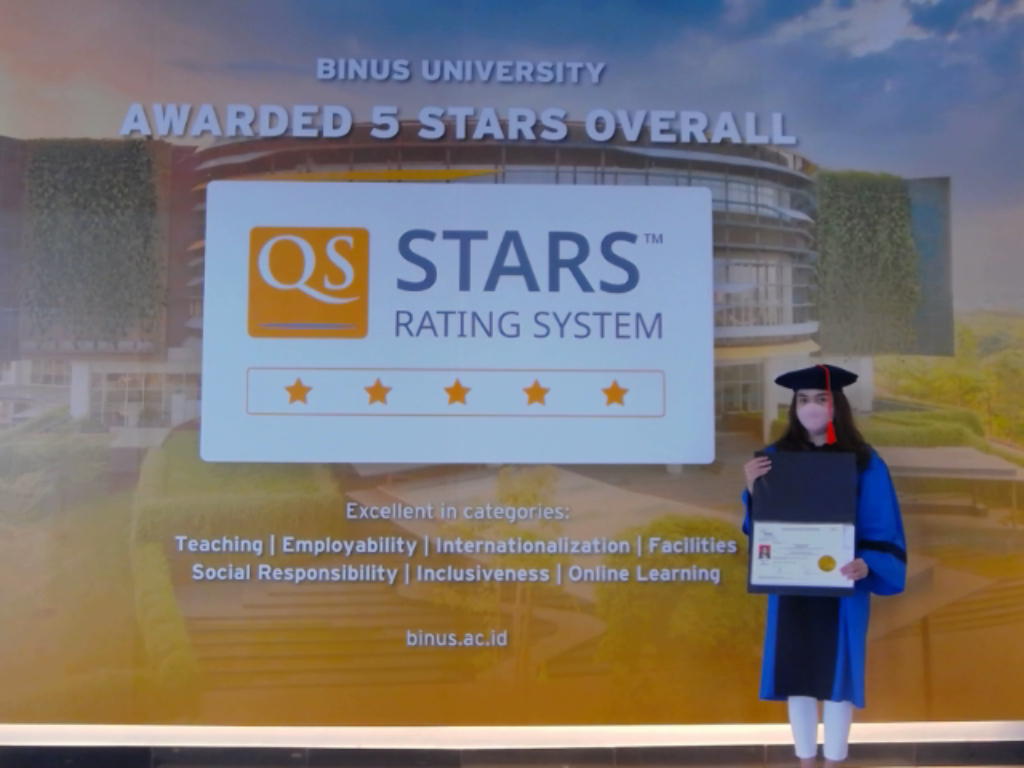 BINUS UNIVERSITY
AWARDED 5 STARS OVERALL
QS
STARS™
RATING SYSTEM
Excellent in categories:
Teaching | Employability | Internationalization | Facilities
Social Responsibility | Inclusiveness | Online Learning
binus.ac.id